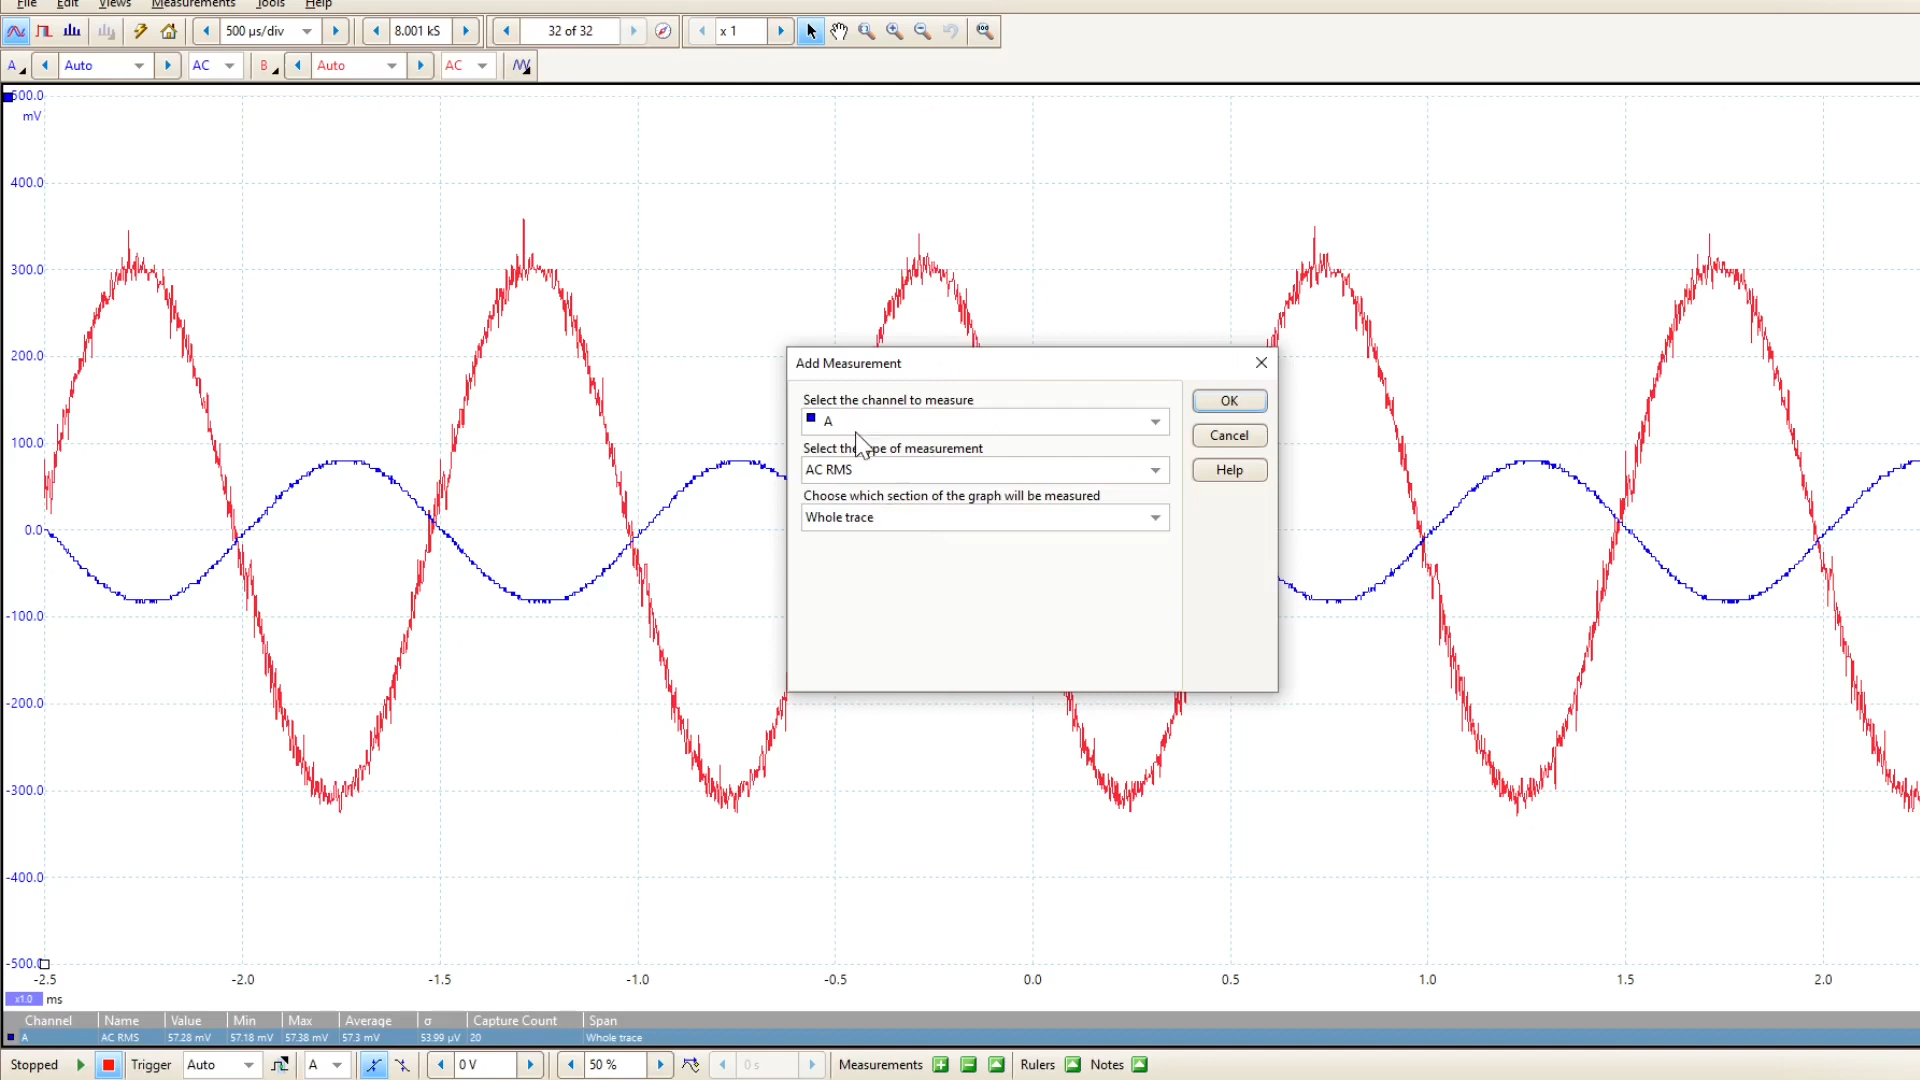 File Edit Views Measurements Tools Help
500 µs/div 8.001 kS 32 of 32 x 1
A Auto AC B Auto AC
500.0
mV
400.0
300.0
200.0
100.0
0.0
-100.0
-200.0
-300.0
-400.0
-500.0
Add Measurement
Select the channel to measure
A
Select the type of measurement
AC RMS
Choose which section of the graph will be measured
Whole trace
OK
Cancel
Help
-2.5 -2.0 -1.5 -1.0 -0.5 0.0 0.5 1.0 1.5 2.0
x1.0 ms
Channel Name Value Min Max Average σ Capture Count Span
A AC RMS 57.28 mV 57.18 mV 57.38 mV 57.3 mV 53.99 µV 20 Whole trace
Stopped Trigger Auto A 0 V 50 % 0 s Measurements Rulers Notes